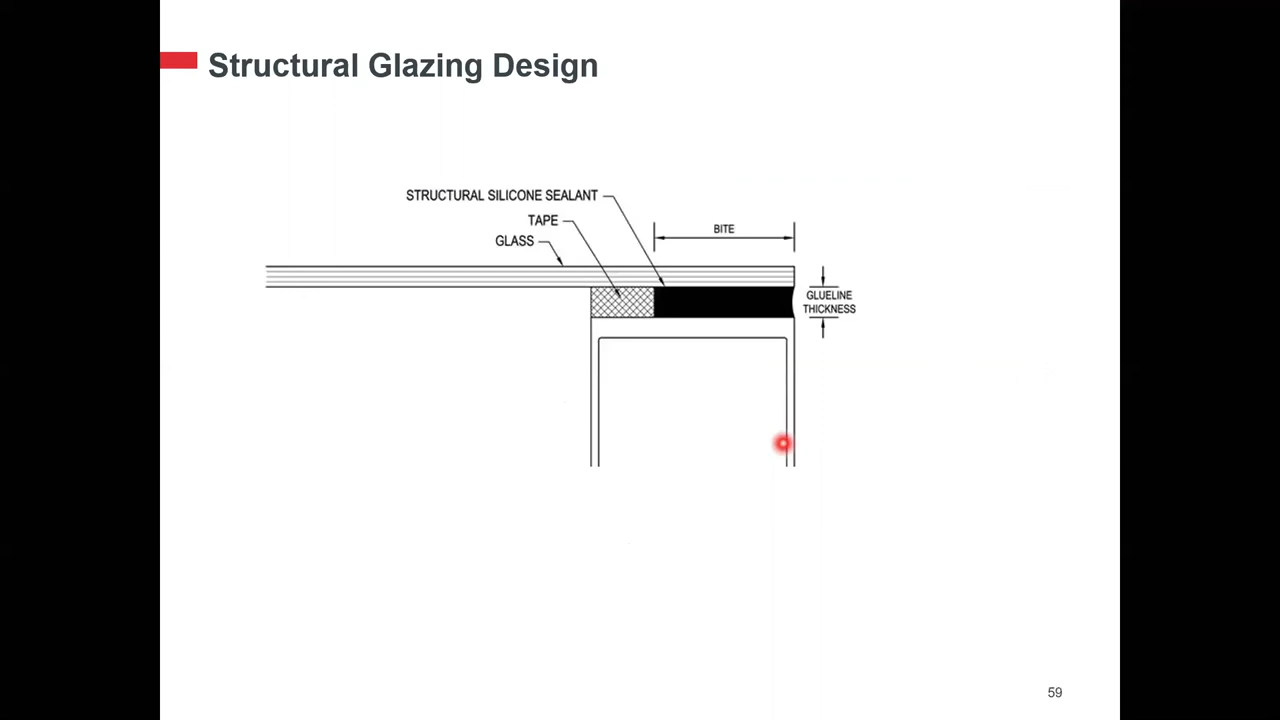 Structural Glazing Design
STRUCTURAL SILICONE SEALANT
TAPE
GLASS
BITE
GLUELINE
THICKNESS
59